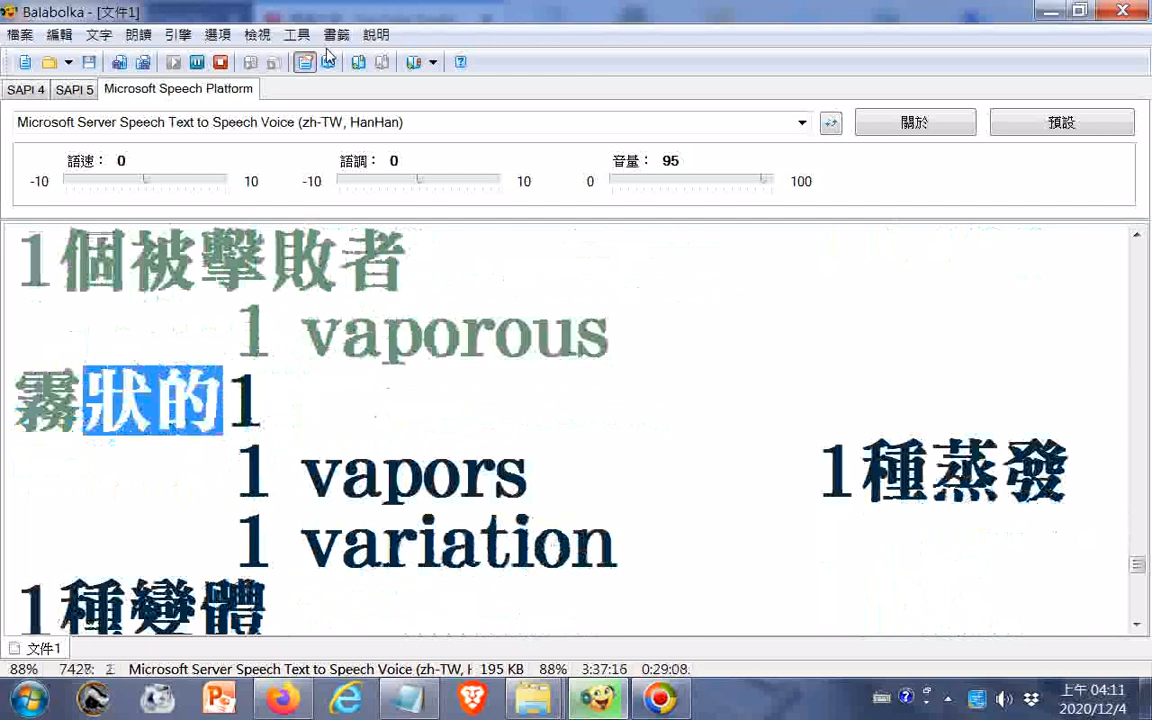 Balabolka - [文件1]
檔案 編輯 文字 朗讀 引擎 選項 檢視 工具 書籤 說明
SAPI 4 SAPI 5 Microsoft Speech Platform
Microsoft Server Speech Text to Speech Voice (zh-TW, HanHan) 關於 預設
語速： 0 語調： 0 音量： 95
-10 10 -10 10 0 100
1個被擊敗者
1 vaporous
霧狀的1
1 vapors 1種蒸發
1 variation
1種變體
文件1
88% Microsoft Server Speech Text to Speech Voice (zh-TW, 195 KB 88% 3:37:16 0:29:08
上午 04:11
2020/12/4